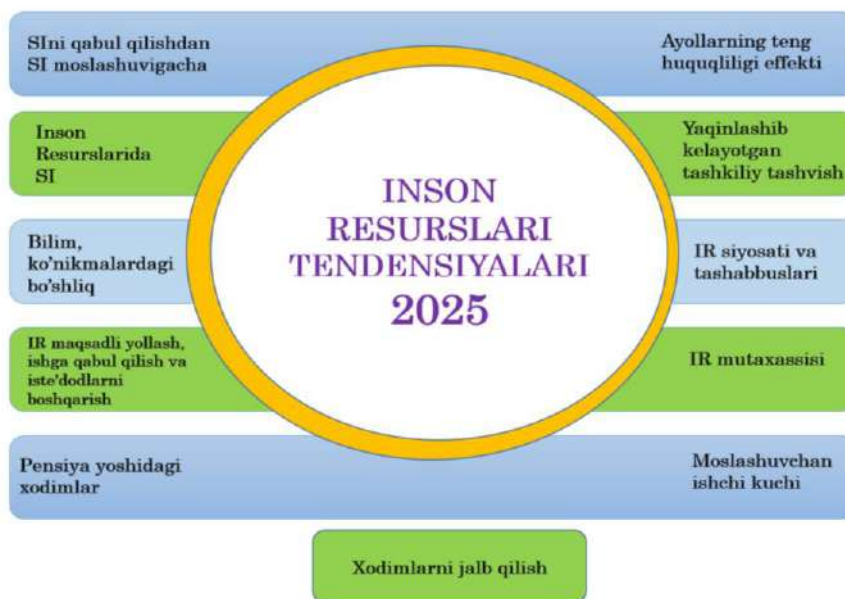 SIni qabul qilishdan
SI moslashuvigacha
Inson
Resurslarida
SI
Bilim,
ko'nikmalardagi
bo'shliq
IR maqsadli yollash,
ishga qabul qilish va
iste'dodlarni
boshqarish
Pensiya yoshidagi
xodimlar
INSON
RESURSLARI
TENDENSIYALARI
2025
Ayollarning teng
huquqliligi effekti
Yaqinlashib
kelayotgan
tashkiliy tashvish
IR siyosati va
tashabbuslari
IR mutaxassisi
Moslashuvchan
ishchi kuchi
Xodimlarni jalb qilish